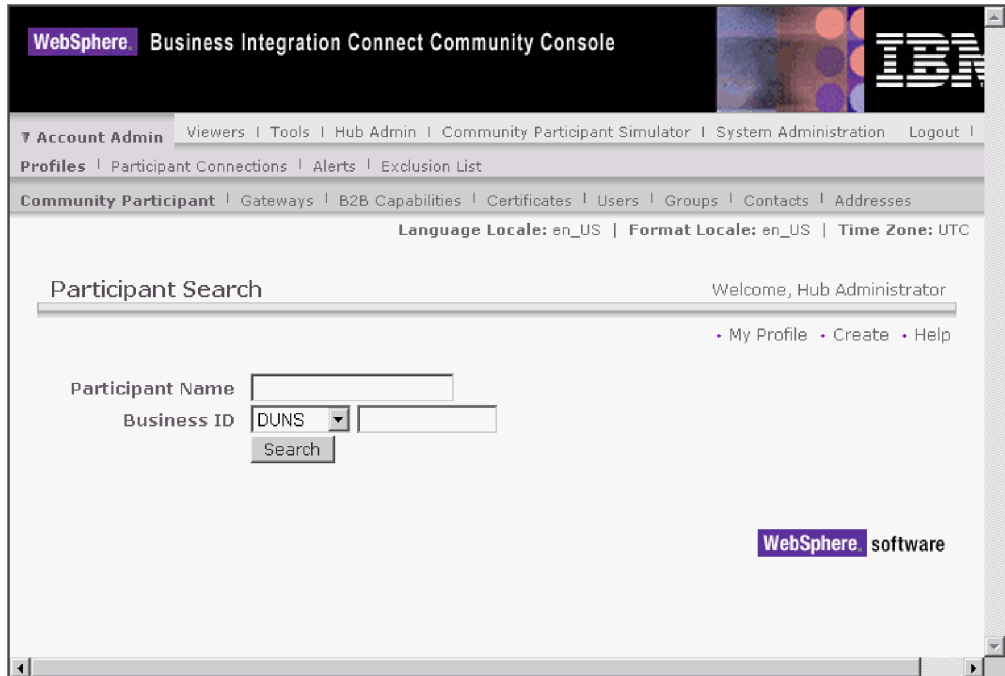 WebSphere. Business Integration Connect Community Console
IBM
Account Admin Viewers | Tools | Hub Admin | Community Participant Simulator | System Administration Logout |
Profiles | Participant Connections | Alerts | Exclusion List
Community Participant | Gateways | B2B Capabilities | Certificates | Users | Groups | Contacts | Addresses
Language Locale: en_US | Format Locale: en_US | Time Zone: UTC
Participant Search Welcome, Hub Administrator
• My Profile • Create • Help
Participant Name
Business ID DUNS
Search
WebSphere. software